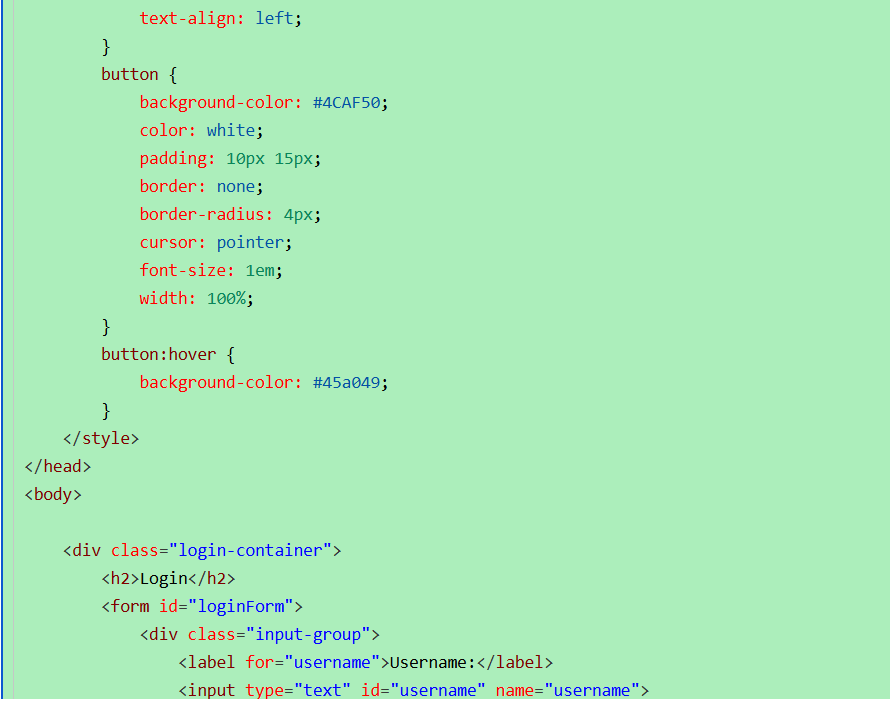 text-align: left;
}
button {
background-color: #4CAF50;
color: white;
padding: 10px 15px;
border: none;
border-radius: 4px;
cursor: pointer;
font-size: 1em;
width: 100%;
}
button:hover {
background-color: #45a049;
}
</style>
</head>
<body>
<div class="login-container">
<h2>Login</h2>
<form id="loginForm">
<div class="input-group">
<label for="username">Username:</label>
<input type="text" id="username" name="username">